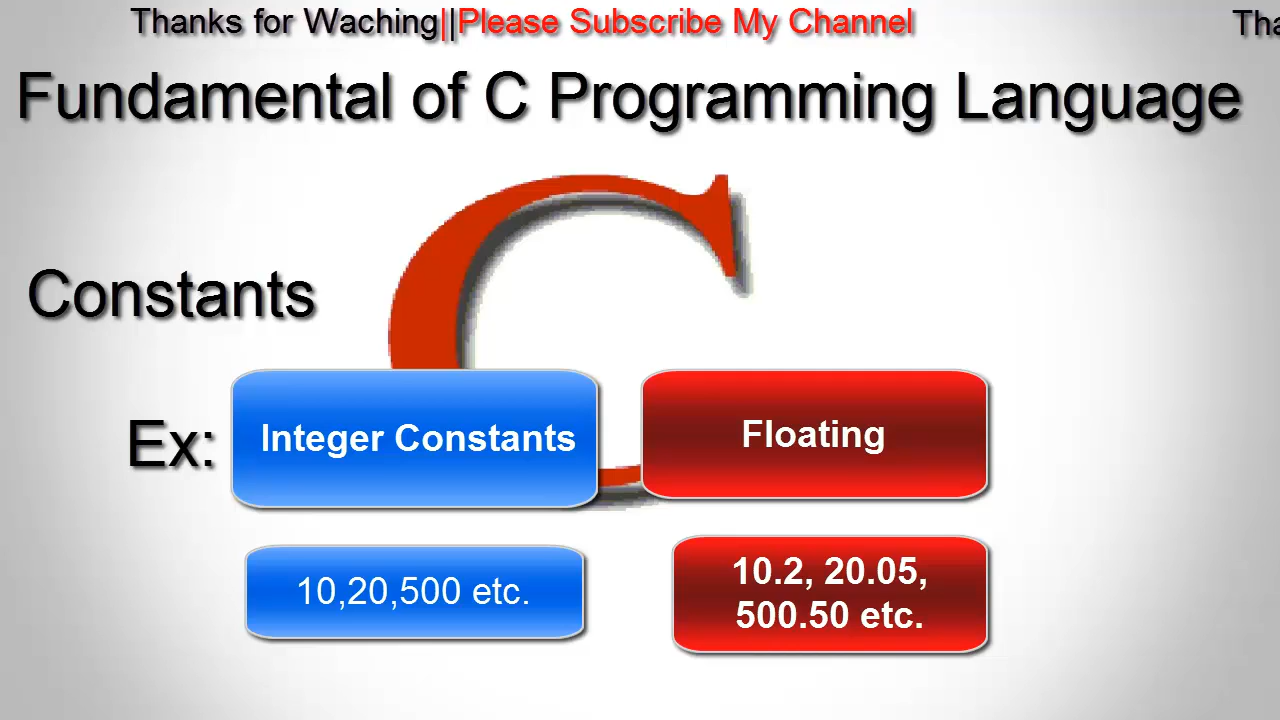 Thanks for Waching||Please Subscribe My Channel
Fundamental of C Programming Language
C
Constants
Ex:
Integer Constants
Floating
10,20,500 etc.
10.2, 20.05,
500.50 etc.